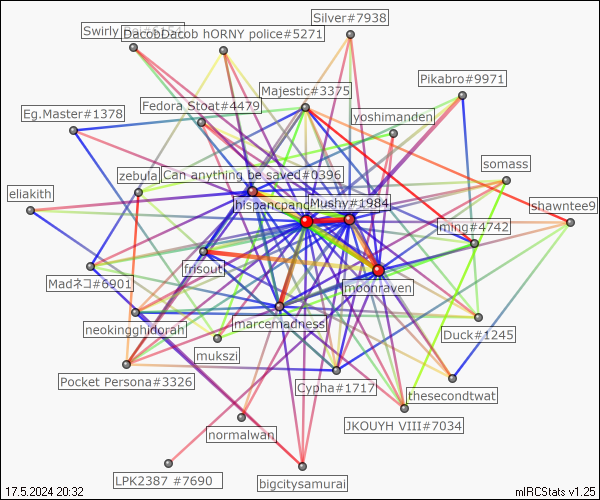 Silver#7938
Swirly
DacobDacob hORNY police#5271
Pikabro#9971
Majestic#3375
Fedora Stoat#4479
Eg.Master#1378
yoshimanden
somass
zebula
Can anything be saved#0396
eliakith
hispancpand
Mushy#1984
shawntee9
ming#4742
frisout
Madネコ#6901
moonraven
neokingghidorah
marcemadness
Duck#1245
mukszi
Pocket Persona#3326
Cypha#1717
thesecondtwat
JKOUYH VIII#7034
normalwan
LPK2387 #7690
bigcitysamurai
17.5.2024 20:32
mIRCStats v1.25